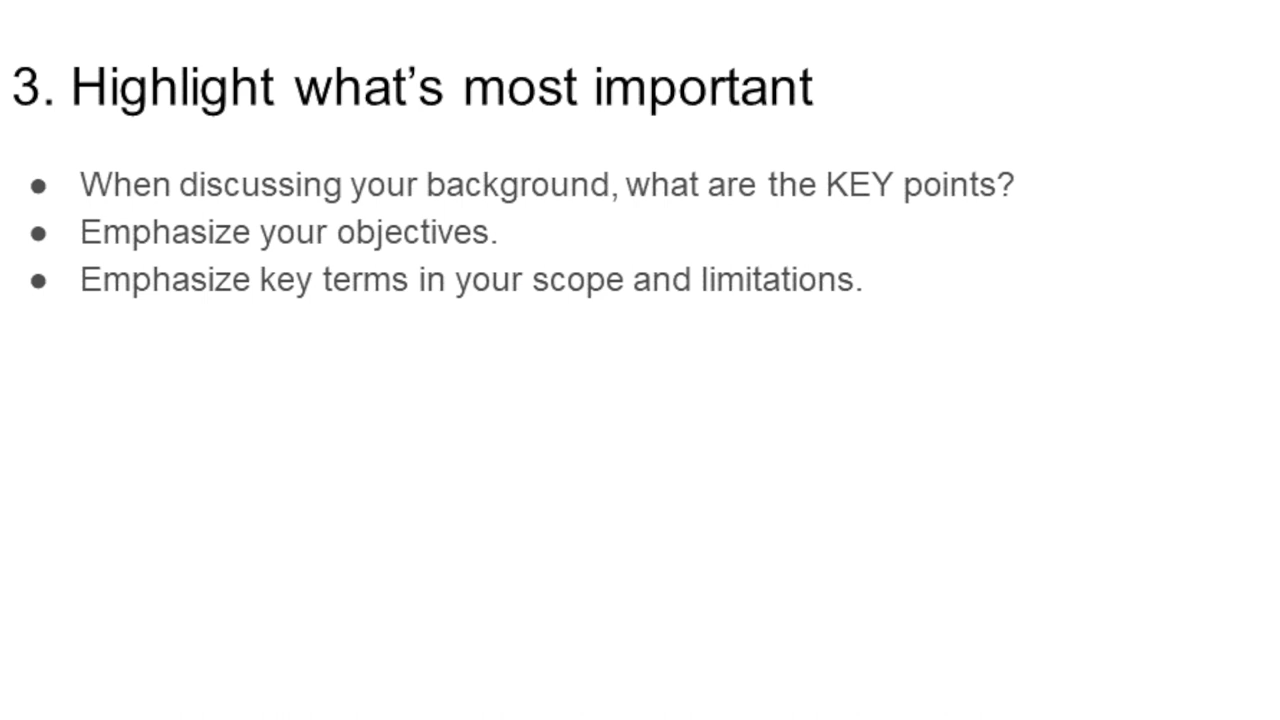 3. Highlight what’s most important
● When discussing your background, what are the KEY points?
● Emphasize your objectives.
● Emphasize key terms in your scope and limitations.